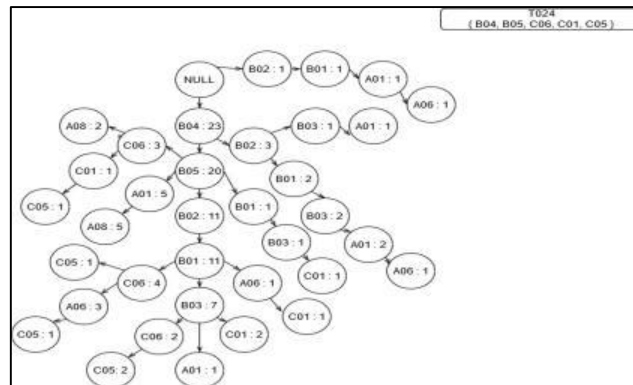 T024
( B04, B05, C06, C01, C05 )
NULL
B02 : 1
B01 : 1
A01 : 1
A06 : 1
A08 : 2
C06 : 3
B04 : 23
B02 : 3
B03 : 1
A01 : 1
C01 : 1
B05 : 20
B01 : 2
C05 : 1
A01 : 5
B02 : 11
B01 : 1
B03 : 2
A08 : 5
B03 : 1
A01 : 2
C05 : 1
C06 : 4
B01 : 11
A06 : 1
C01 : 1
A06 : 1
A06 : 3
B03 : 7
C01 : 1
C05 : 1
C06 : 2
C01 : 2
C05 : 2
A01 : 1